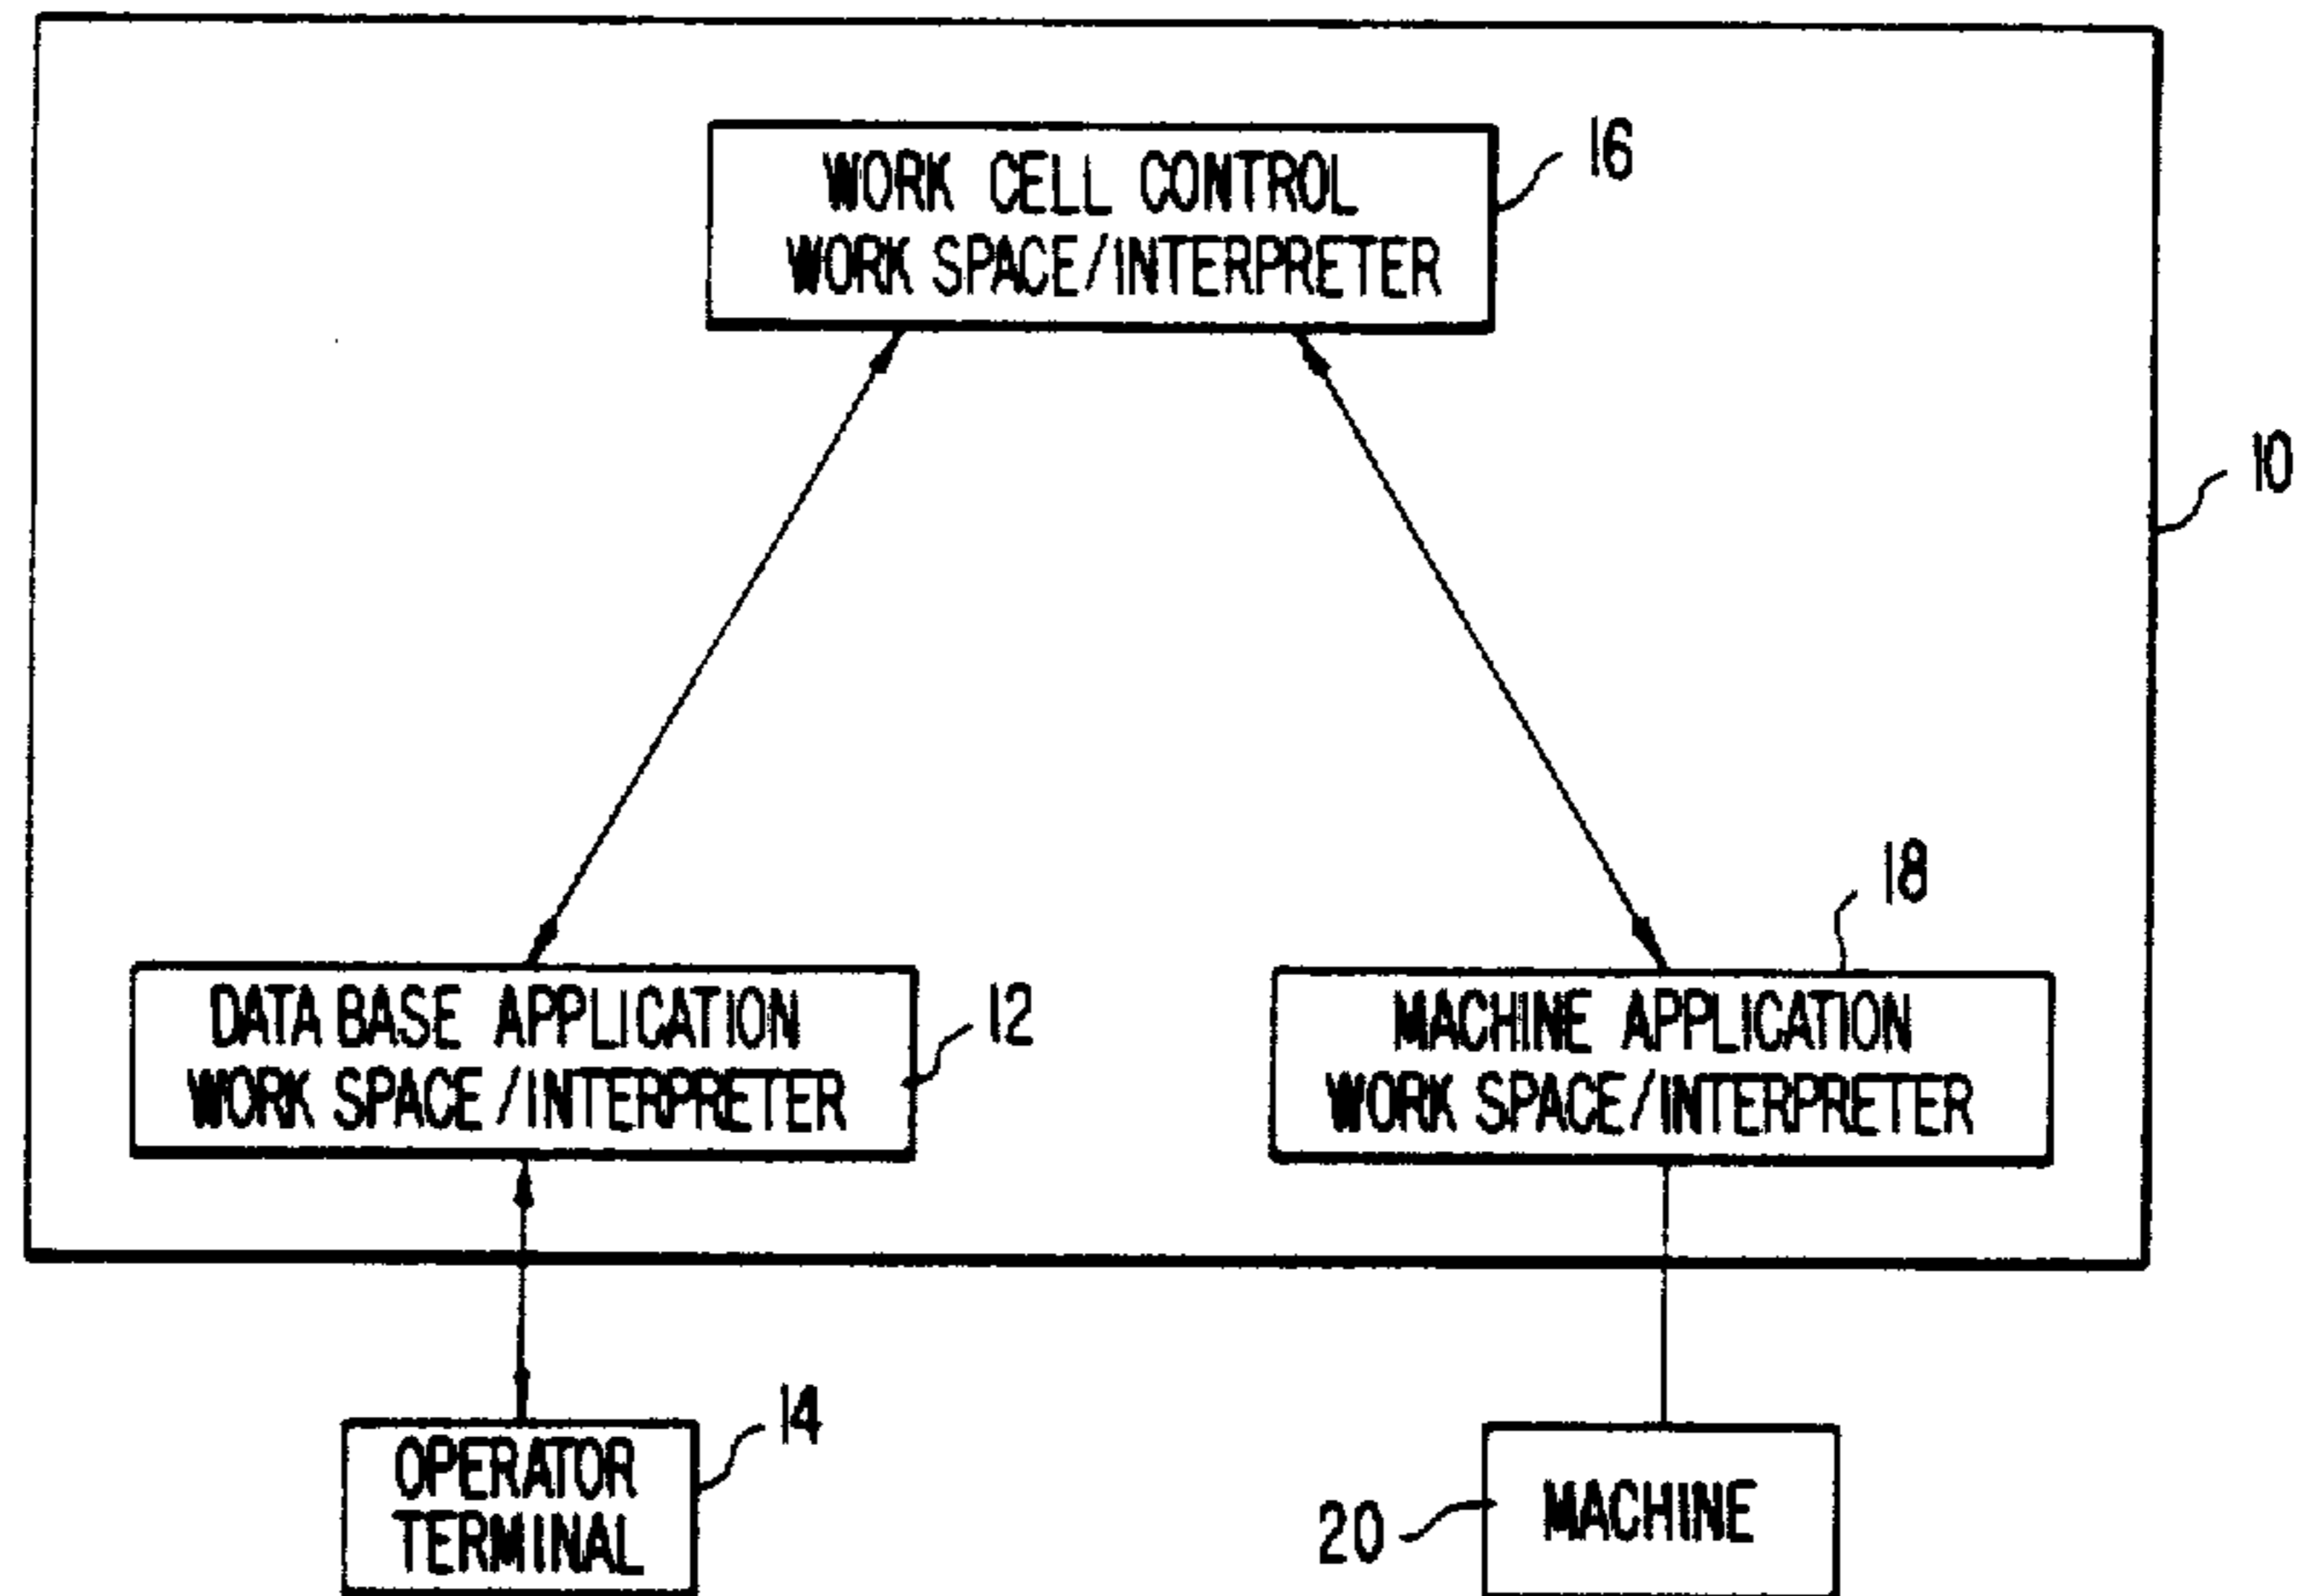 WORK CELL CONTROL
WORK SPACE/INTERPRETER
16
10
18
DATA BASE APPLICATION
WORK SPACE/INTERPRETER
12
MACHINE APPLICATION
WORK SPACE/INTERPRETER
OPERATOR
TERMINAL
14
20
MACHINE